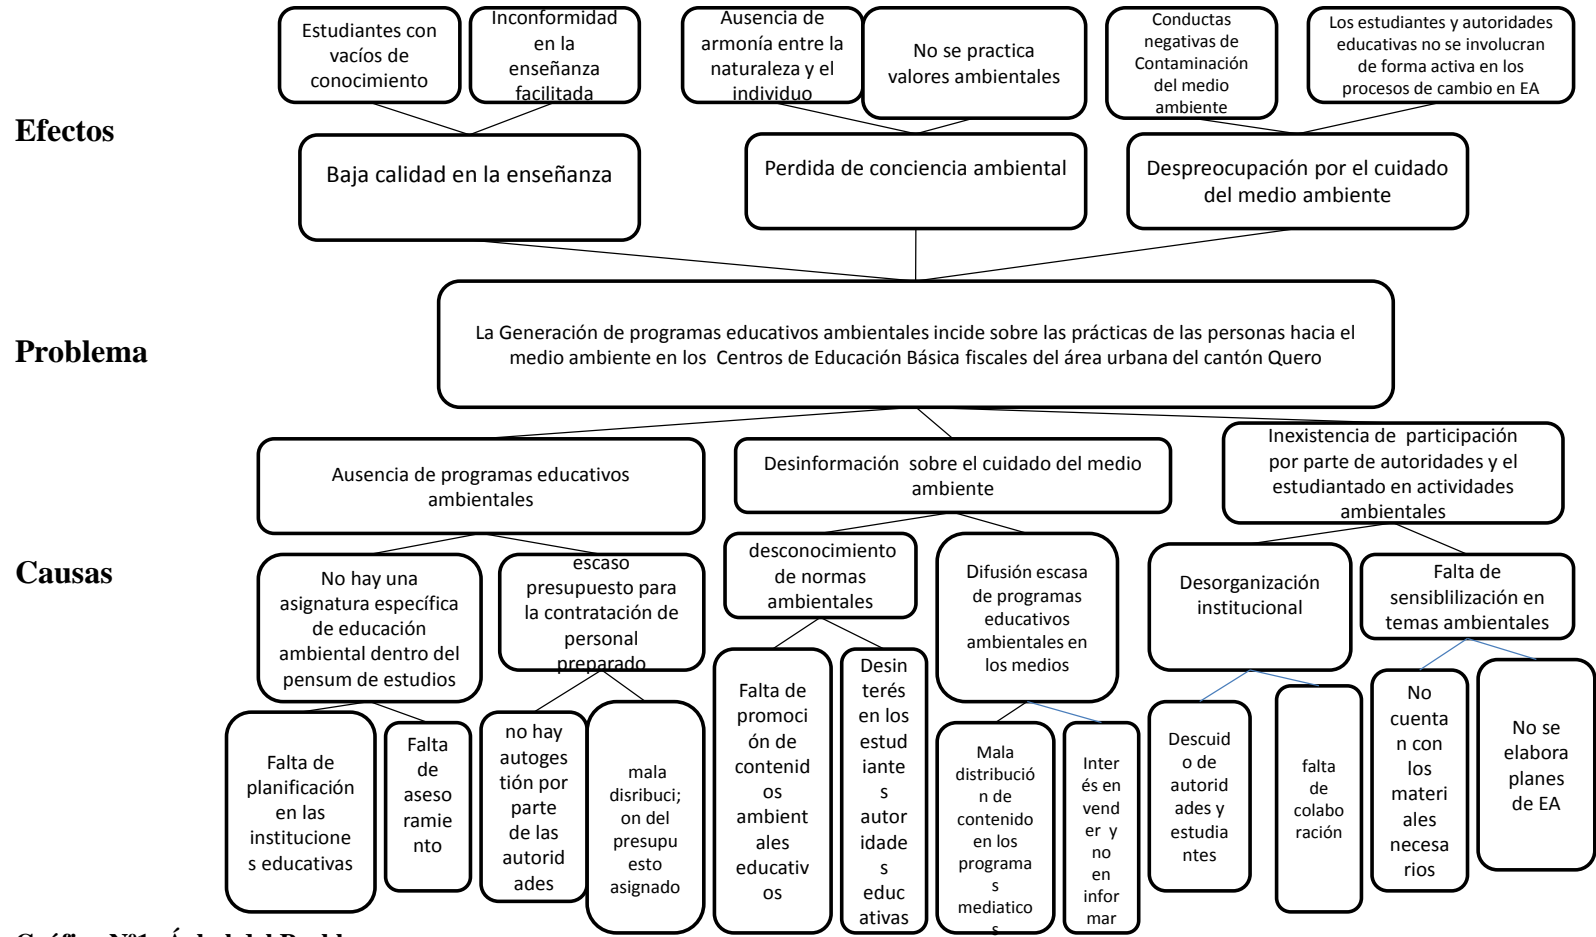 Estudiantes con
vacíos de
conocimiento
Inconformidad
en la
enseñanza
facilitada
Ausencia de
armonía entre la
naturaleza y el
individuo
No se practica
valores ambientales
Conductas
negativas de
Contaminación
del medio
ambiente
Los estudiantes y autoridades
educativas no se involucran
de forma activa en los
procesos de cambio en EA
Efectos
Baja calidad en la enseñanza
Perdida de conciencia ambiental
Despreocupación por el cuidado
del medio ambiente
Problema
La Generación de programas educativos ambientales incide sobre las prácticas de las personas hacia el
medio ambiente en los Centros de Educación Básica fiscales del área urbana del cantón Quero
Ausencia de programas educativos
ambientales
Desinformación sobre el cuidado del medio
ambiente
Inexistencia de participación
por parte de autoridades y el
estudiantado en actividades
ambientales
Causas
No hay una
asignatura específica
de educación
ambiental dentro del
pensum de estudios
escaso
presupuesto para
la contratación de
personal
preparado
desconocimiento
de normas
ambientales
Difusión escasa
de programas
educativos
ambientales en
los medios
Desorganización
institucional
Falta de
sensiblilización en
temas ambientales
Falta de
planificación
en las
institucione
s educativas
Falta
de
aseso
ramie
nto
no hay
autoges
tión por
parte
de las
autorid
ades
mala
disribuci;
on del
presupu
esto
asignado
Falta de
promoci
ón de
contenid
os
ambient
ales
educativ
os
Desin
terés
en los
estud
iante
s
autor
idade
s
educ
ativas
Mala
distribució
n de
contenido
en los
programa
s
mediatico
s
Inter
és en
vend
er y
no
en
infor
mar
Descuid
o de
autorid
ades y
estudia
ntes
falta
de
colabo
ración
No
cuenta
n con
los
materi
ales
necesa
rios
No se
elabora
planes
de EA